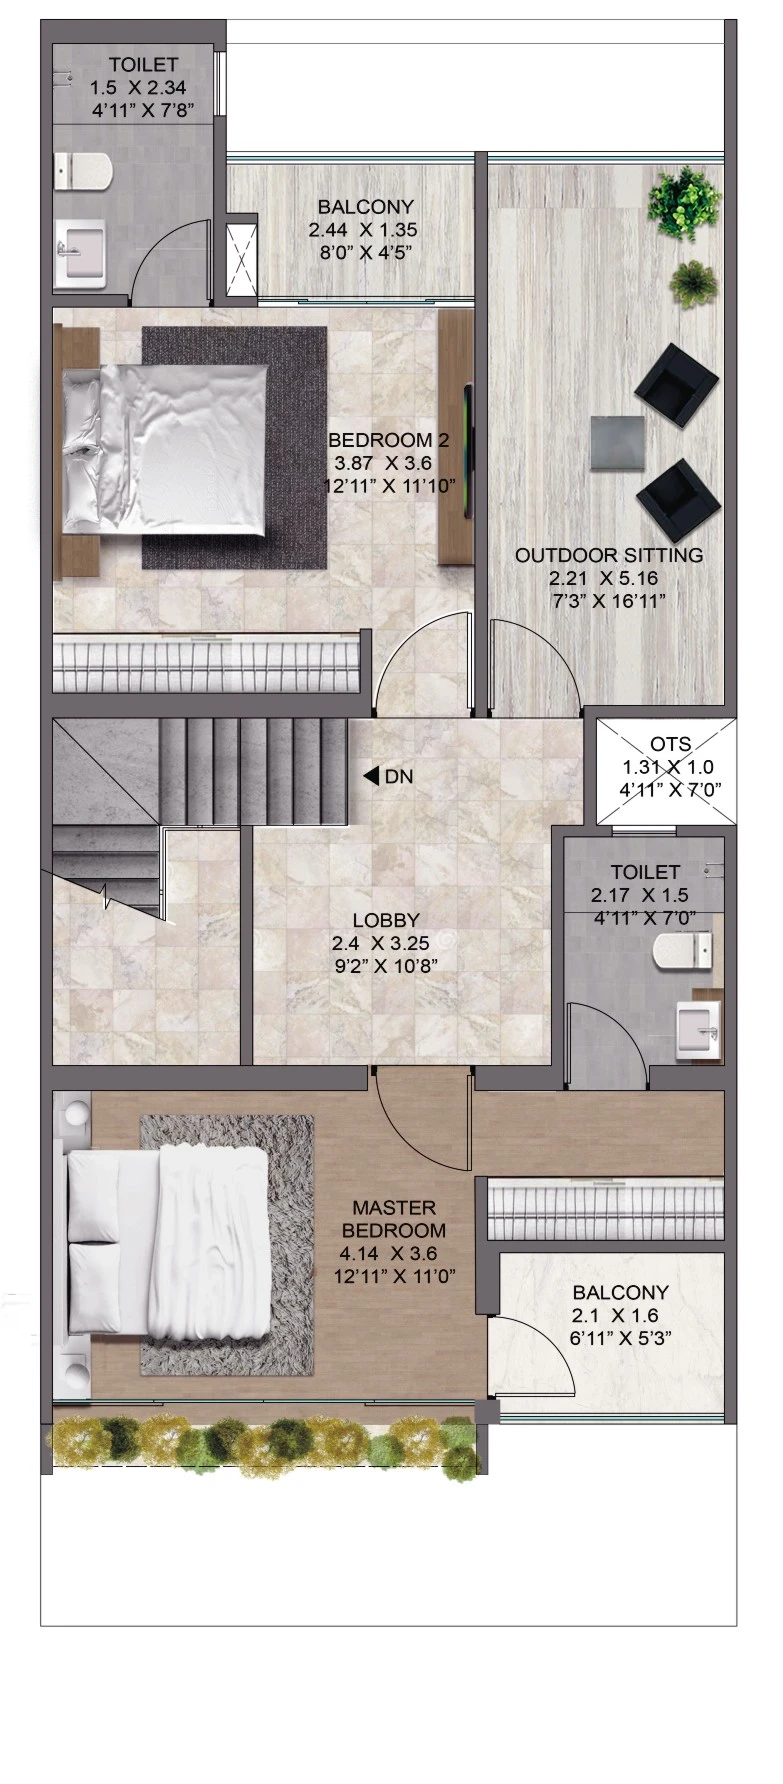 TOILET
1.5 X 2.34
4'11" X 7'8"
BALCONY
2.44 X 1.35
8'0" X 4'5"
BEDROOM 2
3.87 X 3.6
12'11" X 11'10"
OUTDOOR SITTING
2.21 X 5.16
7'3" X 16'11"
OTS
1.31 X 1.0
4'11" X 7'0"
DN
TOILET
2.17 X 1.5
4'11" X 7'0"
LOBBY
2.4 X 3.25
9'2" X 10'8"
MASTER
BEDROOM
4.14 X 3.6
12'11" X 11'0"
BALCONY
2.1 X 1.6
6'11" X 5'3"